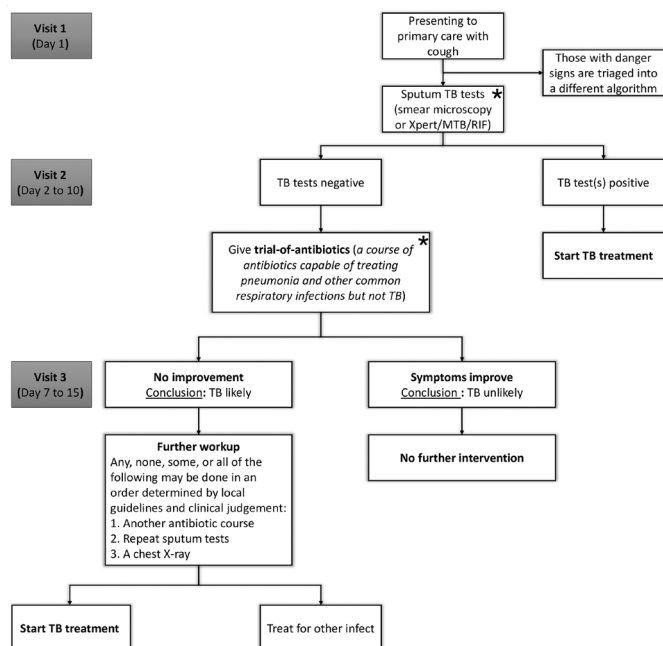 Visit 1
(Day 1)
Presenting to
primary care with
cough
Those with danger
signs are triaged into
a different algorithm
Sputum TB tests *
(smear microscopy
or Xpert/MTB/RIF)
Visit 2
(Day 2 to 10)
TB tests negative
TB test(s) positive
Give trial-of-antibiotics (a course of *
antibiotics capable of treating
pneumonia and other common
respiratory infections but not TB)
Start TB treatment
Visit 3
(Day 7 to 15)
No improvement
Conclusion: TB likely
Symptoms improve
Conclusion : TB unlikely
Further workup
Any, none, some, or all of the
following may be done in an
order determined by local
guidelines and clinical judgement:
1. Another antibiotic course
2. Repeat sputum tests
3. A chest X-ray
No further intervention
Start TB treatment
Treat for other infect